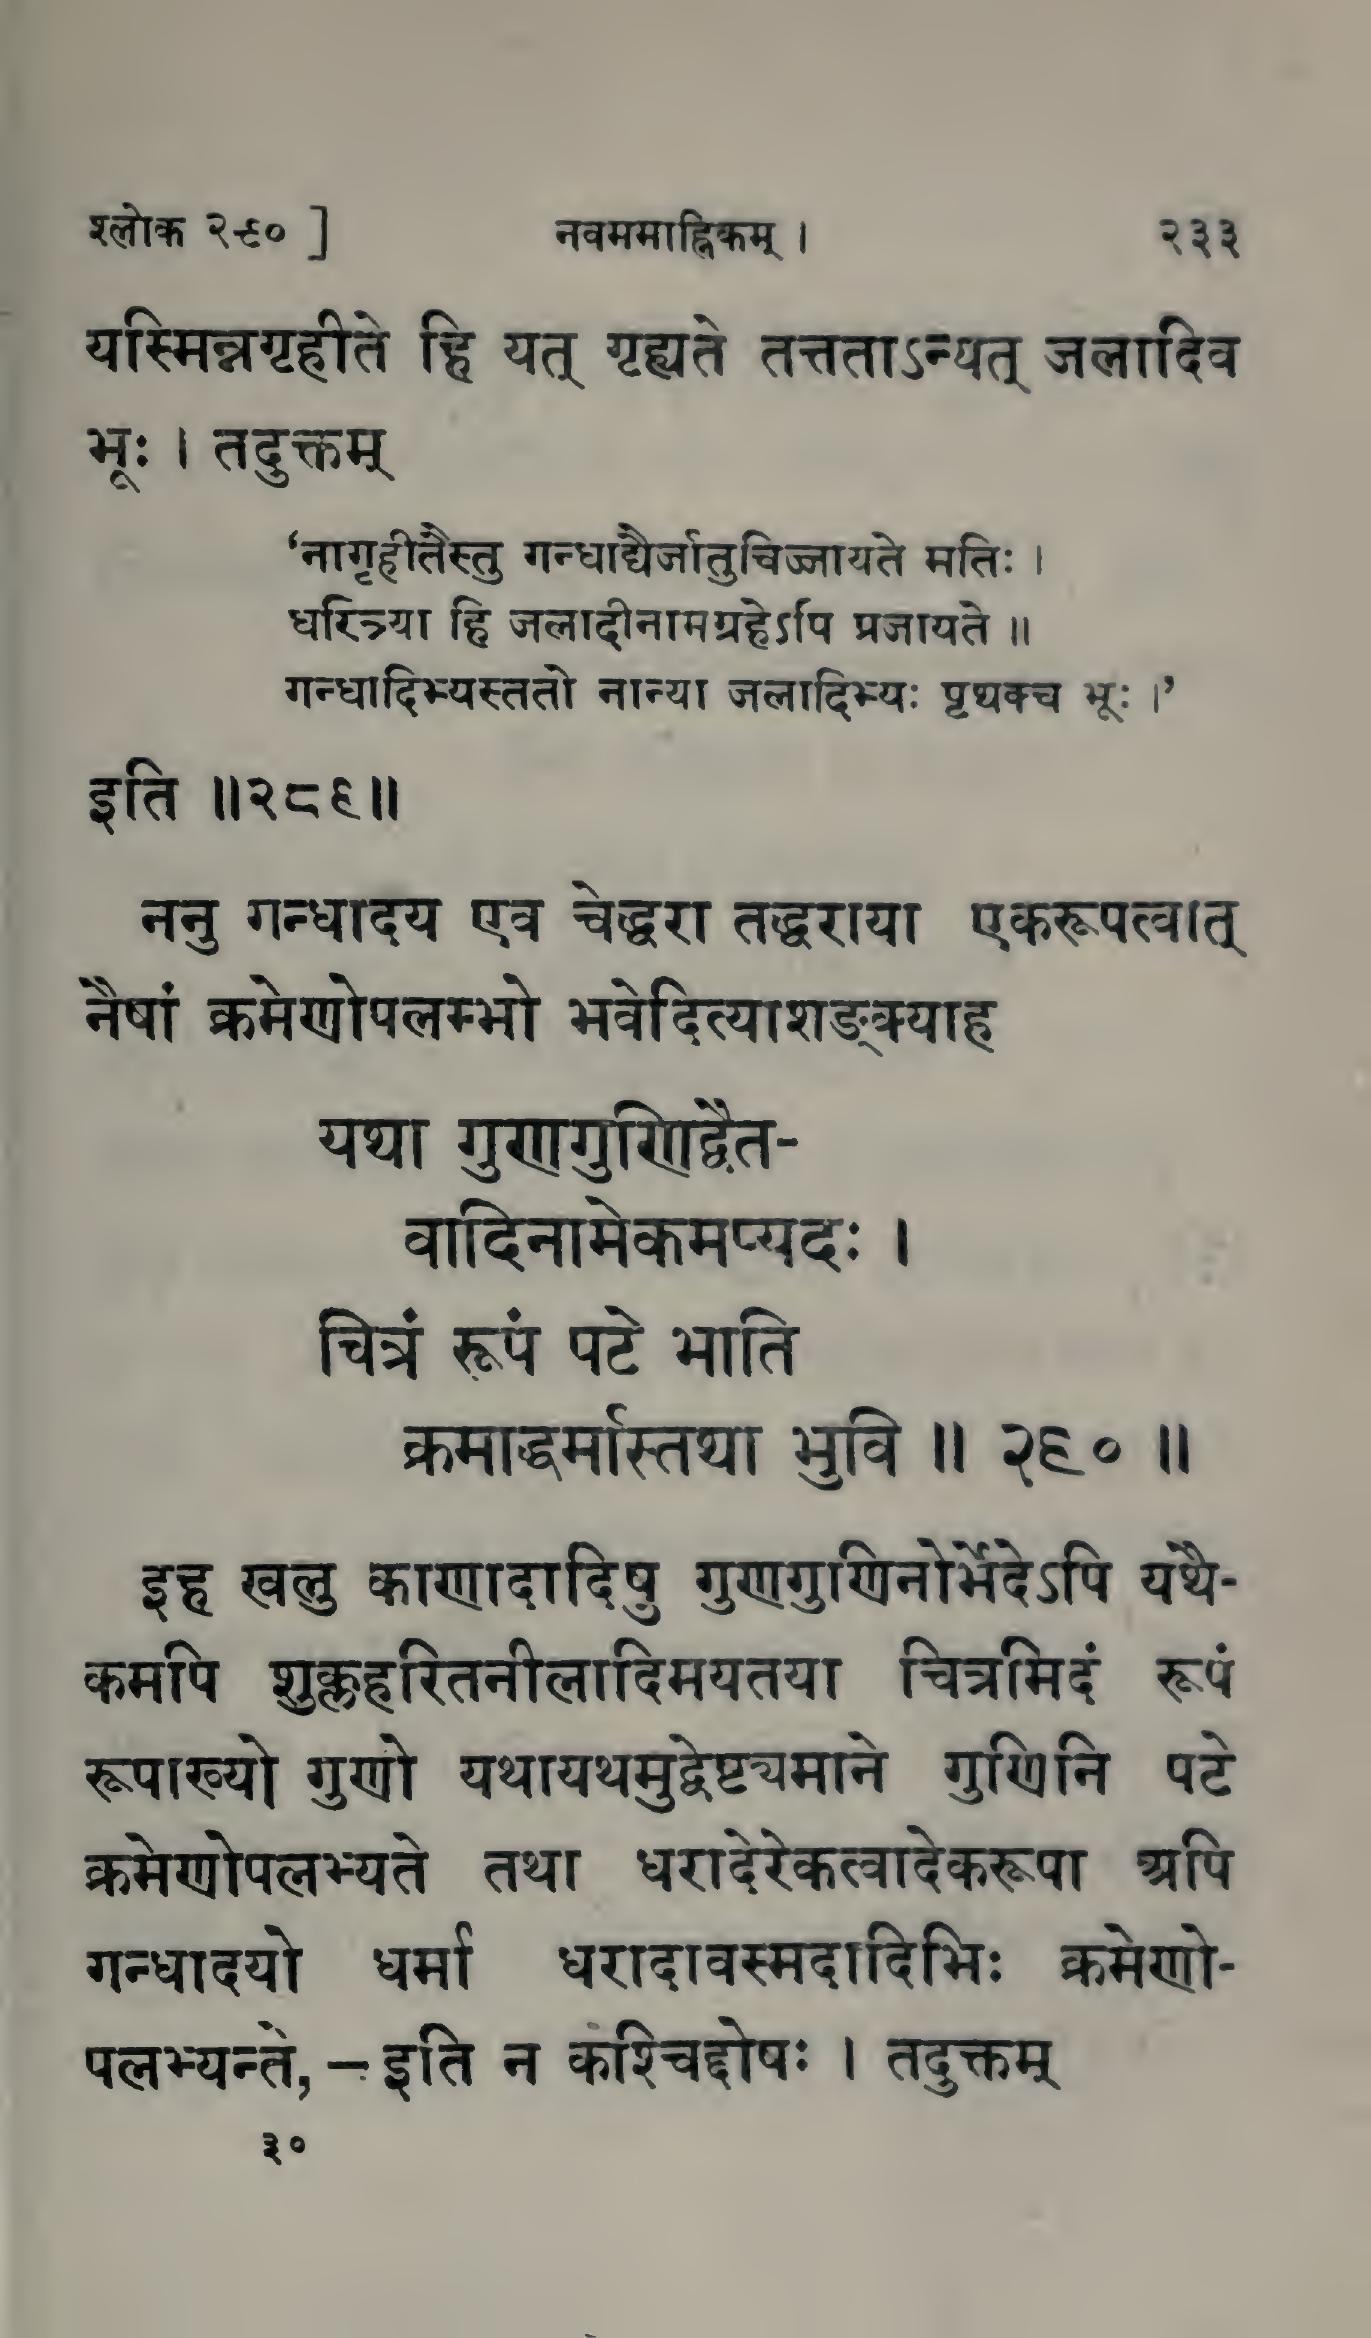 श्लोक २९० ]
नवममाह्निकम् ।
२३३
यस्मिन्नगृहीते हि यत् गृह्यते तत्तताऽन्यत् जलादिव
भूः । तदुक्तम्
‘नागृहीतैस्तु गन्धाद्यैर्जातुचिज्जायते मतिः ।
धरित्र्या हि जलादीनामग्रहेऽपि प्रजायते ॥
गन्धादिभ्यस्ततो नान्या जलादिभ्यः पृथक्च भूः ।’
इति ॥२८९॥
ननु गन्धादय एव चेद्धरा तद्धराया एकरूपत्वात्
नैषां क्रमेणोपलम्भो भवेदित्याशङ्क्याह
यथा गुणगुणिद्वैत-
वादिनामेकमप्यदः ।
चित्रं रूपं पटे भाति
क्रमाद्धर्मास्तथा भुवि ॥ २९० ॥
इह खलु काणादादिषु गुणगुणिनोर्भेदेऽपि यथै-
कमपि शुक्लहरितनीलादिमयतया चित्रमिदं रूपं
रूपाख्यो गुणो यथायथमुद्वेष्ट्यमाने गुणिनि पटे
क्रमेणोपलभ्यते तथा धरादेरेकत्वादेकरूपा अपि
गन्धादयो धर्मा धरादावस्मदादिभिः क्रमेणो-
पलभ्यन्ते, – इति न कश्चिद्दोषः । तदुक्तम्
३०